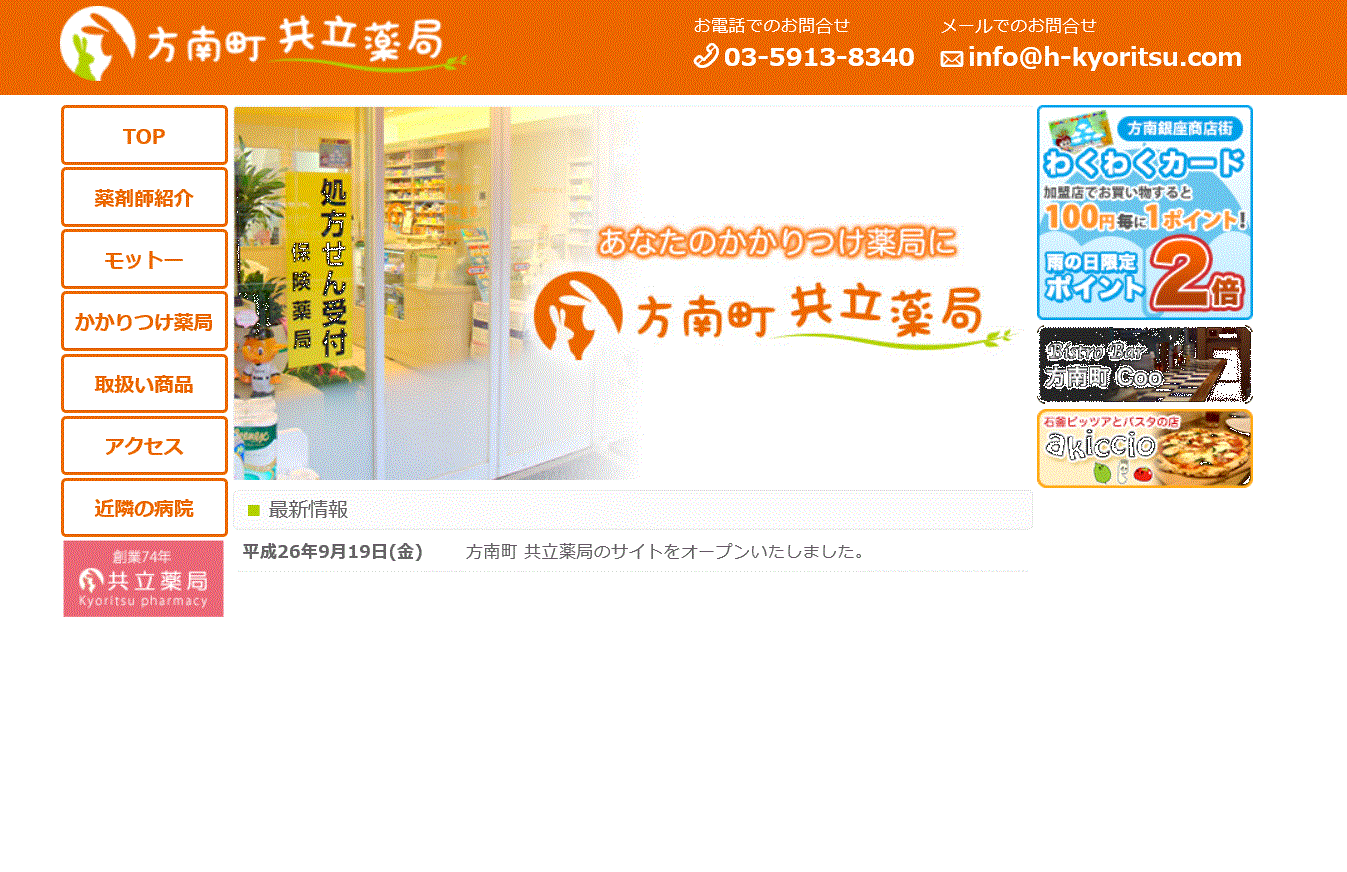 方南町 共立薬局
お電話でのお問合せ
03-5913-8340
メールでのお問合せ
info@h-kyoritsu.com
TOP
薬剤師紹介
モットー
かかりつけ薬局
取扱い商品
アクセス
近隣の病院
創業74年
共立薬局
Kyoritsu pharmacy
処方せん受付
保険薬局
あなたのかかりつけ薬局に
方南町 共立薬局
最新情報
平成26年9月19日(金) 方南町 共立薬局のサイトをオープンいたしました。
方南銀座商店街
わくわくカード
加盟店でお買い物すると
100円毎に1ポイント!
雨の日限定
ポイント2倍
Bistro Bar
方南町 Coo
石釜ピッツアとパスタの店
akiccio